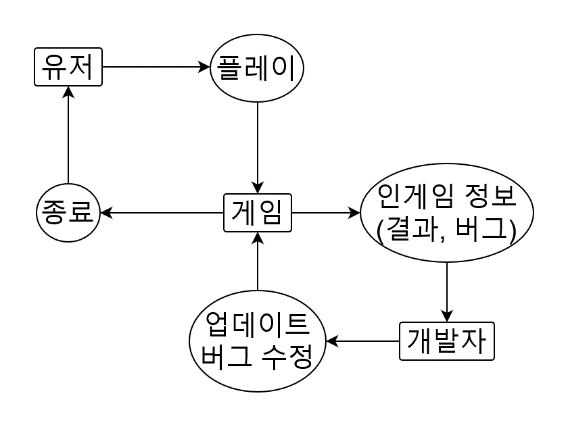 유저
플레이
종료
게임
인게임 정보
(결과, 버그)
업데이트
버그 수정
개발자